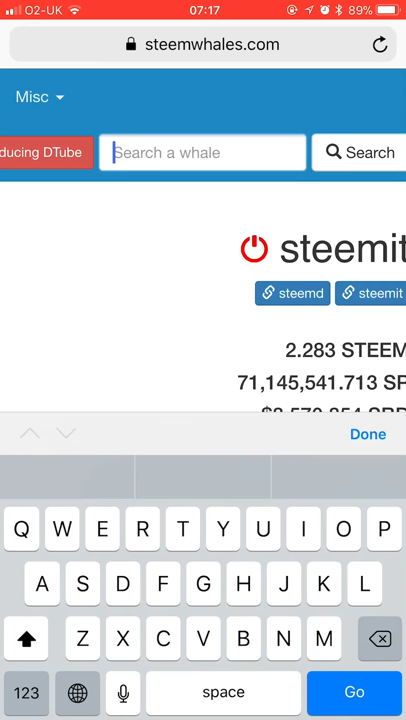 O2-UK 07:17 89%
steemwhales.com
Misc
ducing DTube Search a whale Search
steemit
steemd steemit
2.283 STEEM
71,145,541.713 SP
Done
Q W E R T Y U I O P
A S D F G H J K L
Z X C V B N M
123 space Go